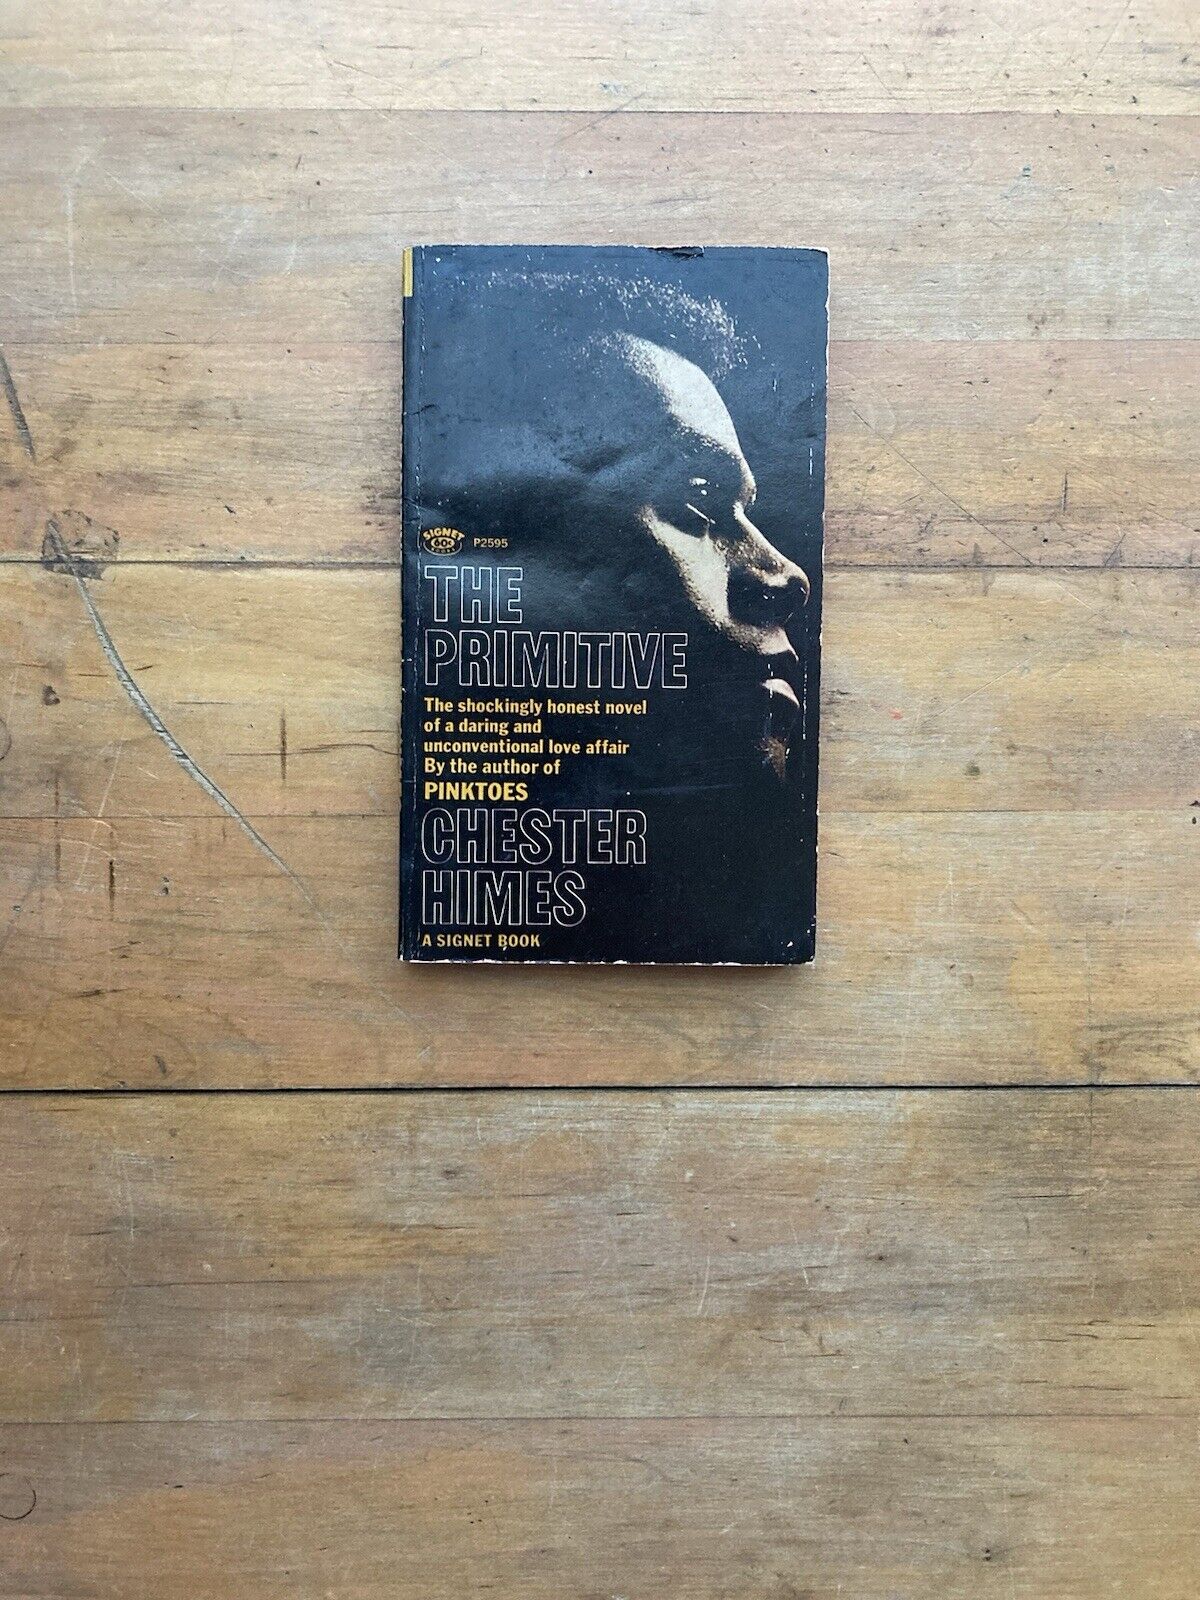 SIGNET
60¢
BOOKS
P2595
THE
PRIMITIVE
The shockingly honest novel
of a daring and
unconventional love affair
By the author of
PINKTOES
CHESTER
HIMES
A SIGNET BOOK